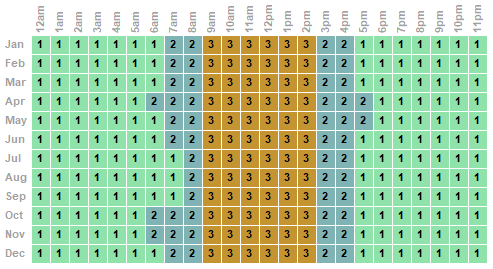 12am 1am 2am 3am 4am 5am 6am 7am 8am 9am 10am 11am 12pm 1pm 2pm 3pm 4pm 5pm 6pm 7pm 8pm 9pm 10pm 11pm
Jan 1 1 1 1 1 1 1 2 2 3 3 3 3 3 3 2 2 1 1 1 1 1 1 1
Feb 1 1 1 1 1 1 1 2 2 3 3 3 3 3 3 2 2 1 1 1 1 1 1 1
Mar 1 1 1 1 1 1 1 2 2 3 3 3 3 3 3 2 2 1 1 1 1 1 1 1
Apr 1 1 1 1 1 1 2 2 2 3 3 3 3 3 3 2 2 2 1 1 1 1 1 1
May 1 1 1 1 1 1 1 2 2 3 3 3 3 3 3 2 2 2 1 1 1 1 1 1
Jun 1 1 1 1 1 1 1 2 2 3 3 3 3 3 3 2 2 1 1 1 1 1 1 1
Jul 1 1 1 1 1 1 1 1 2 3 3 3 3 3 3 2 2 1 1 1 1 1 1 1
Aug 1 1 1 1 1 1 1 1 2 3 3 3 3 3 3 2 2 1 1 1 1 1 1 1
Sep 1 1 1 1 1 1 1 1 2 3 3 3 3 3 3 2 2 1 1 1 1 1 1 1
Oct 1 1 1 1 1 1 2 2 2 3 3 3 3 3 3 2 2 1 1 1 1 1 1 1
Nov 1 1 1 1 1 1 2 2 2 3 3 3 3 3 3 2 2 1 1 1 1 1 1 1
Dec 1 1 1 1 1 1 1 2 2 3 3 3 3 3 3 2 2 1 1 1 1 1 1 1